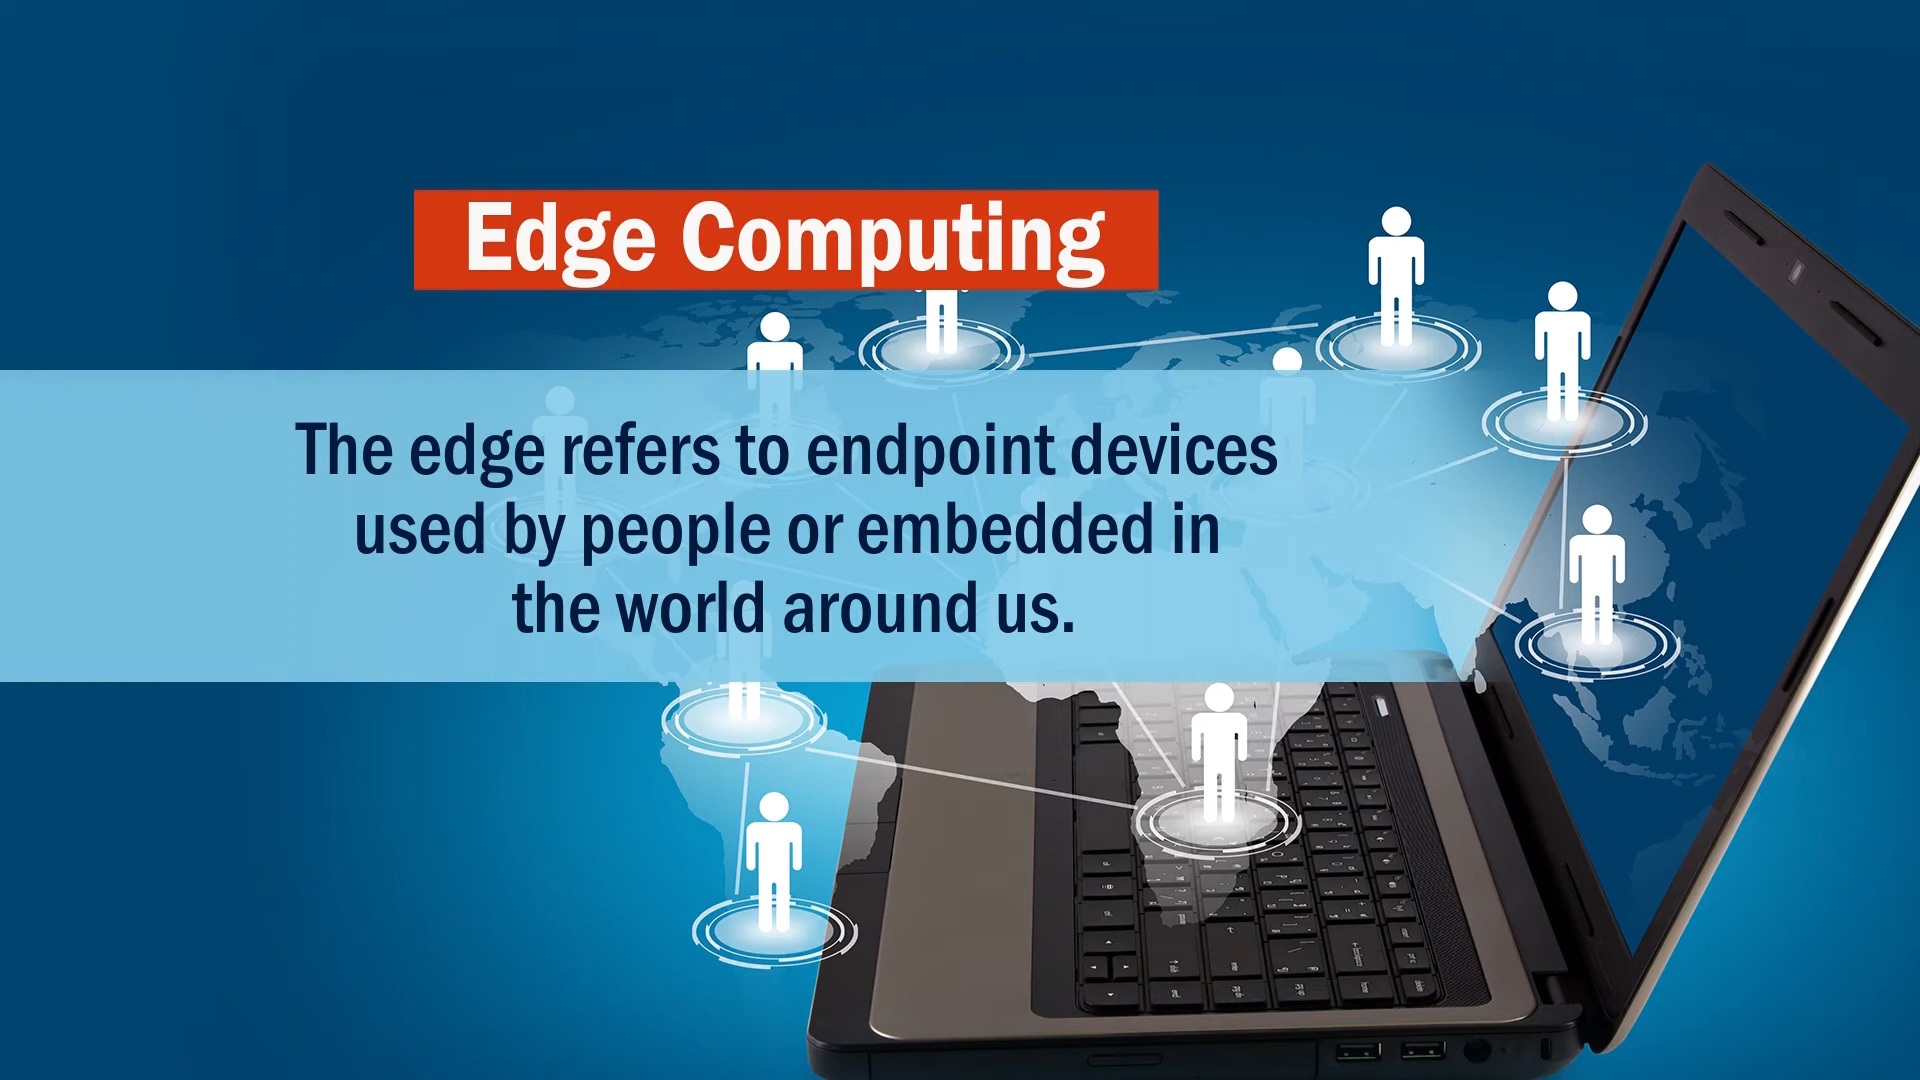 Edge Computing
The edge refers to endpoint devices
used by people or embedded in
the world around us.